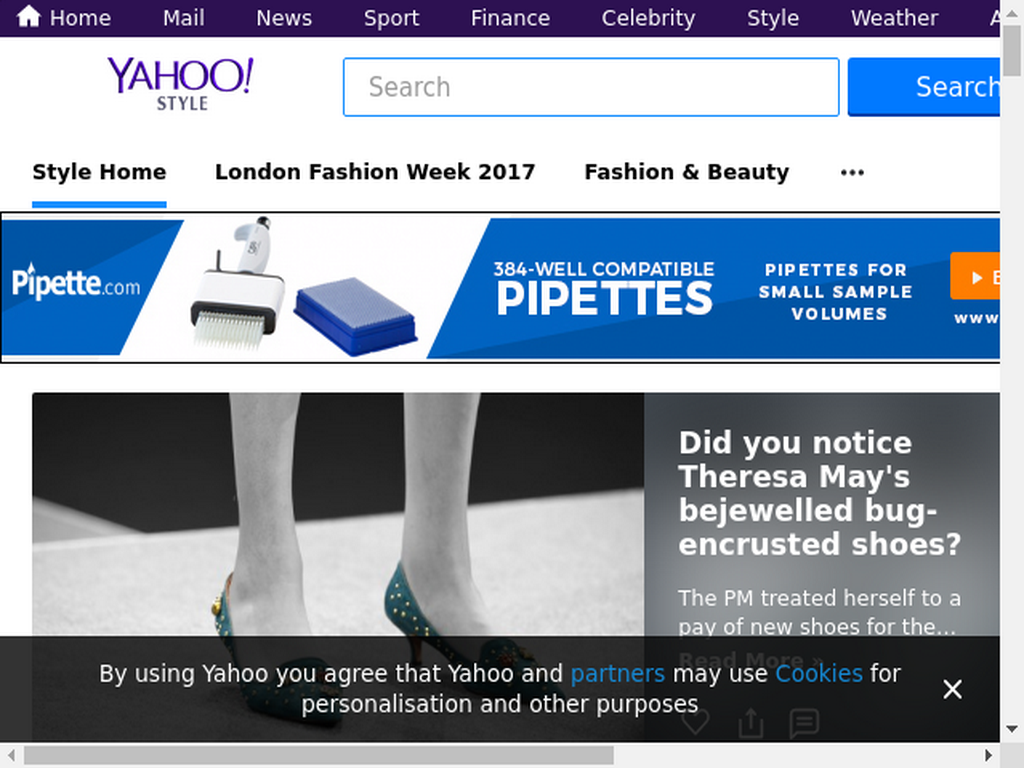 Home Mail News Sport Finance Celebrity Style Weather A
YAHOO!
STYLE
Search
Search
Style Home London Fashion Week 2017 Fashion & Beauty ...
Pipette.com
384-WELL COMPATIBLE
PIPETTES
PIPETTES FOR
SMALL SAMPLE
VOLUMES
www
Did you notice
Theresa May's
bejewelled bug-
encrusted shoes?
The PM treated herself to a
pay of new shoes for the...
Read More »
By using Yahoo you agree that Yahoo and partners may use Cookies for
personalisation and other purposes